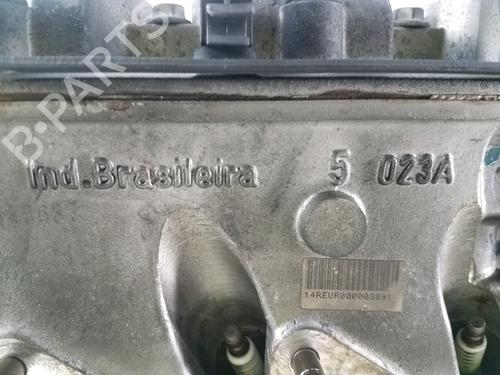 B-PARTS
Ind.Brasileira 5 023A
14REUR000003891